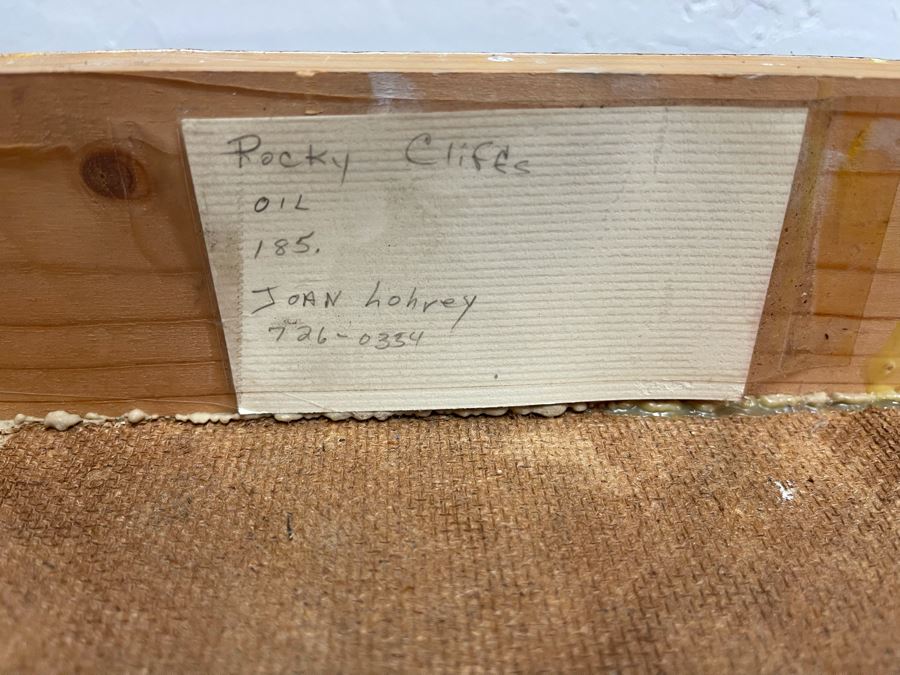 Rocky Cliffs
OIL
185.
JOAN Lohrey
726-0334